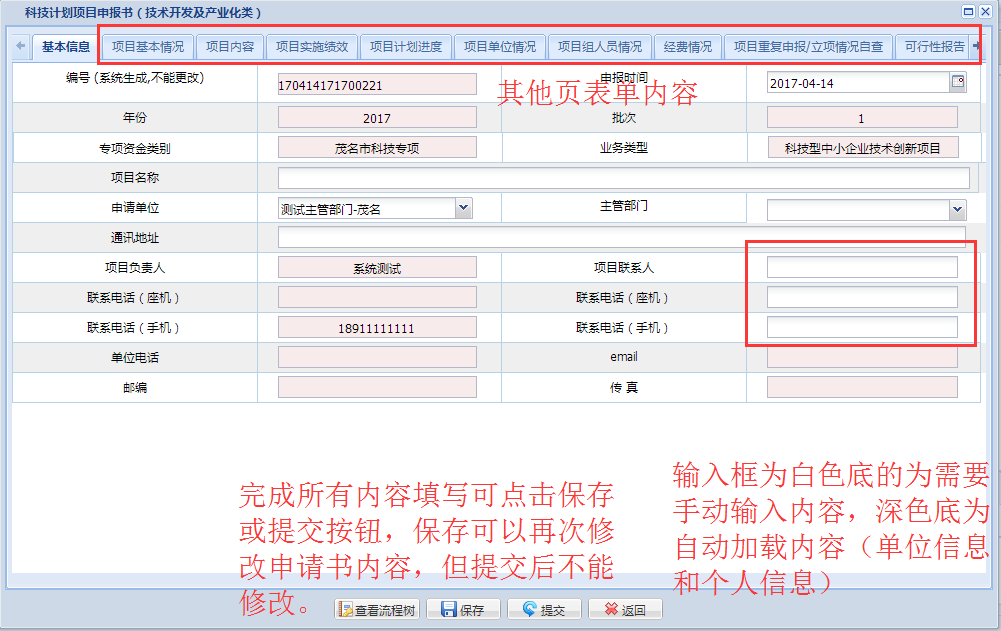 科技计划项目申报书（技术开发及产业化类）
基本信息 项目基本情况 项目内容 项目实施绩效 项目计划进度 项目单位情况 项目组人员情况 经费情况 项目重复申报/立项情况自查 可行性报告
编号 (系统生成,不能更改) 170414171700221 申报时间 2017-04-14
其他页表单内容
年份 2017 批次 1
专项资金类别 茂名市科技专项 业务类型 科技型中小企业技术创新项目
项目名称
申请单位 测试主管部门-茂名 主管部门
通讯地址
项目负责人 系统测试 项目联系人
联系电话（座机） 联系电话（座机）
联系电话（手机） 18911111111 联系电话（手机）
单位电话 email
邮编 传 真
完成所有内容填写可点击保存
或提交按钮，保存可以再次修
改申请书内容，但提交后不能
修改。
输入框为白色底的为需要
手动输入内容，深色底为
自动加载内容（单位信息
和个人信息）
查看流程树 保存 提交 返回